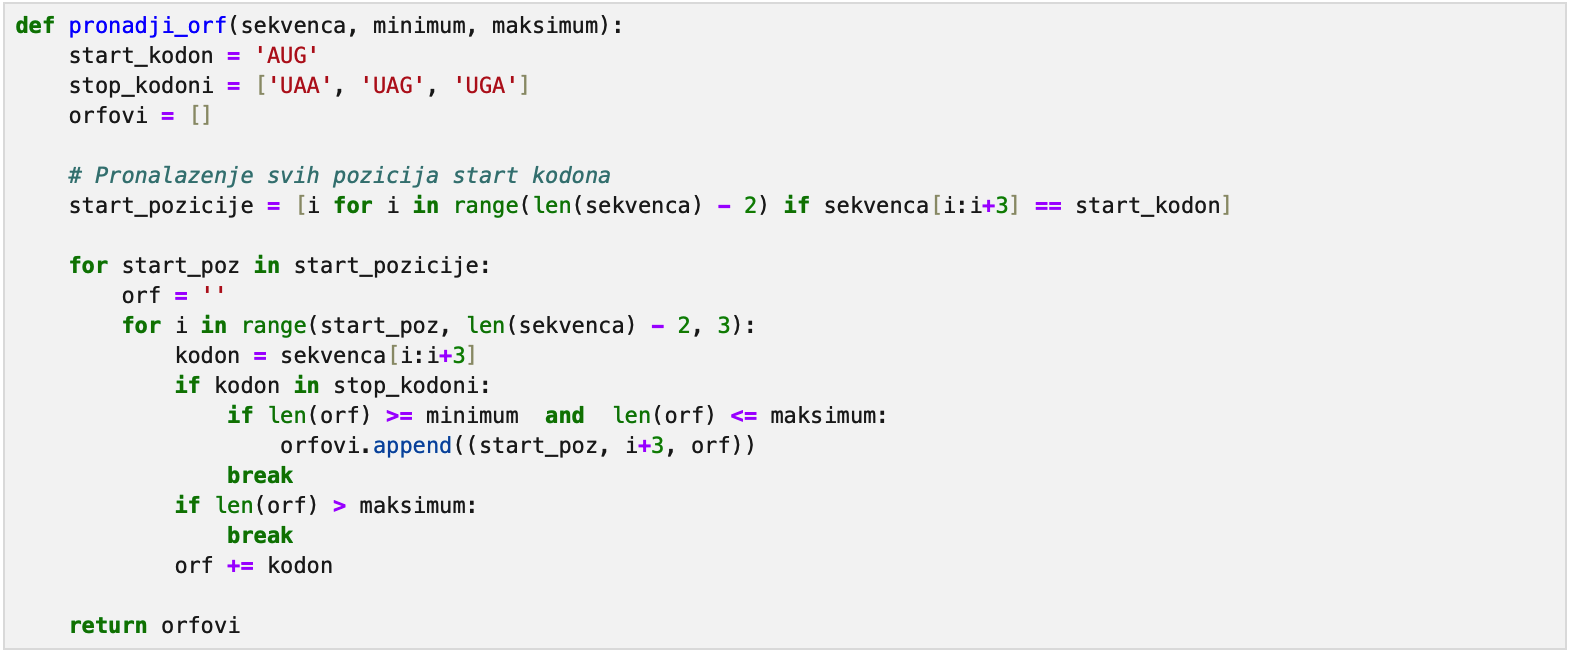 def pronadji_orf(sekvenca, minimum, maksimum):
    start_kodon = 'AUG'
    stop_kodoni = ['UAA', 'UAG', 'UGA']
    orfovi = []

    # Pronalazenje svih pozicija start kodona
    start_pozicije = [i for i in range(len(sekvenca) - 2) if sekvenca[i:i+3] == start_kodon]

    for start_poz in start_pozicije:
        orf = ''
        for i in range(start_poz, len(sekvenca) - 2, 3):
            kodon = sekvenca[i:i+3]
            if kodon in stop_kodoni:
                if len(orf) >= minimum  and  len(orf) <= maksimum:
                    orfovi.append((start_poz, i+3, orf))
                break
            if len(orf) > maksimum:
                break
            orf += kodon

    return orfovi